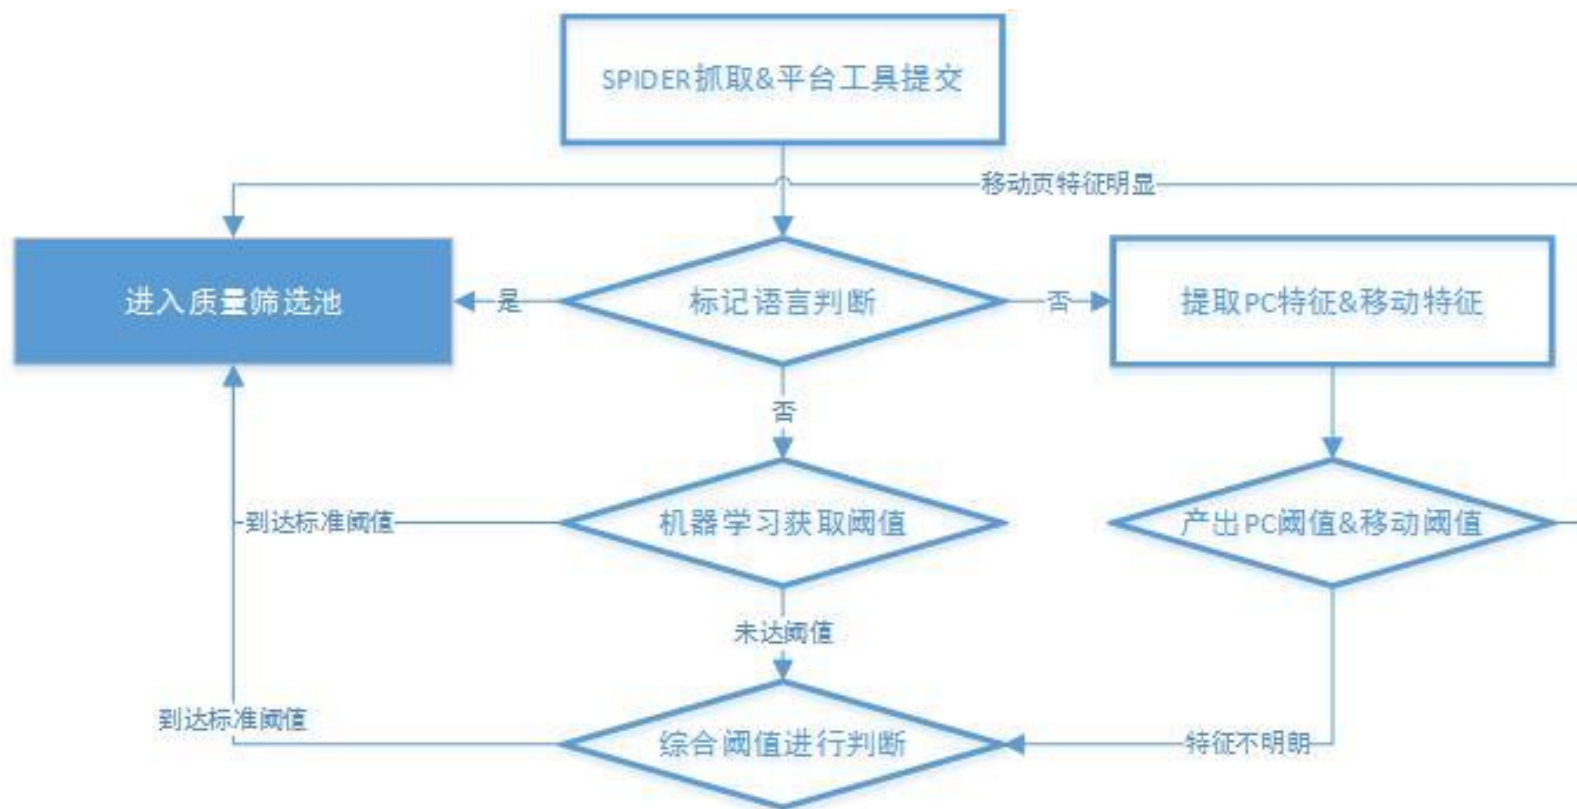 SPIDER抓取&平台工具提交
移动页特征明显
进入质量筛选池
是
标记语言判断
否
提取PC特征&移动特征
否
到达标准阈值
机器学习获取阈值
产出PC阈值&移动阈值
未达阈值
到达标准阈值
综合阈值进行判断
特征不明朗